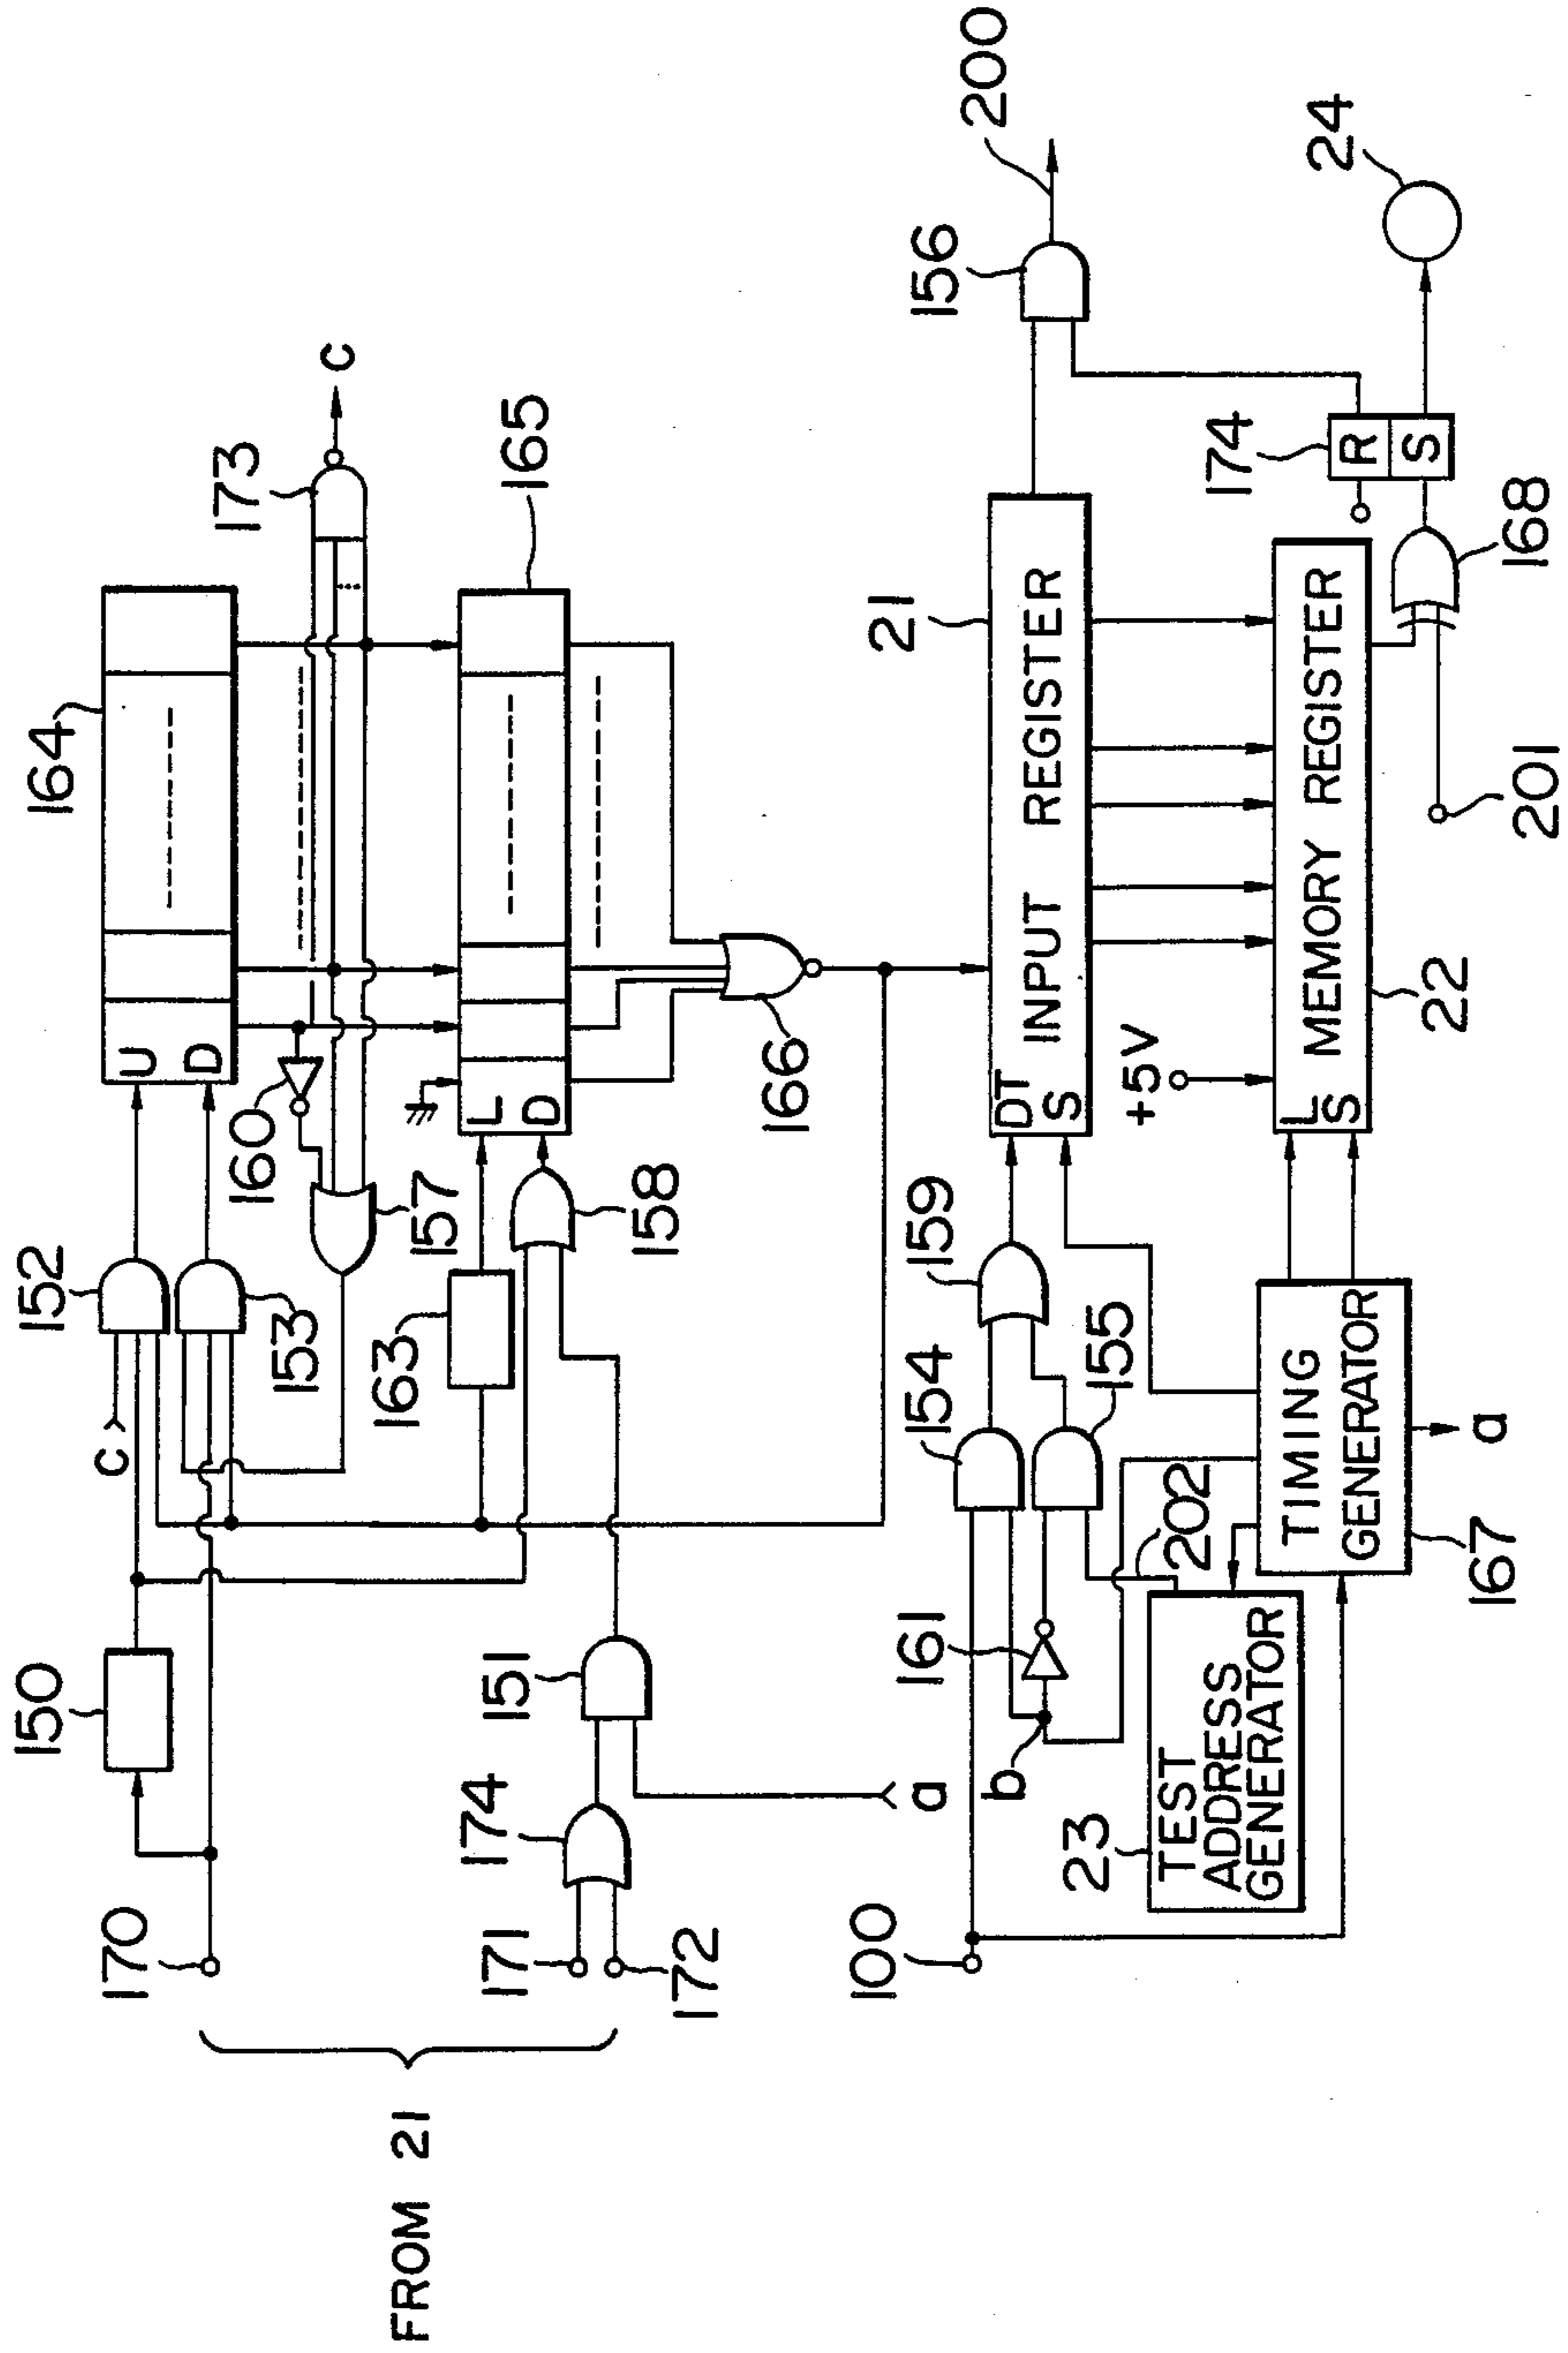 164
152
U
D
c
150
170
153
160
157
173
c
163
L
D
165
158
151
174
171
172
a
166
FROM 21
100
154
155
159
DT
S
INPUT REGISTER
21
156
200
161
b
202
23
TEST
ADDRESS
GENERATOR
TIMING
GENERATOR
167
a
+5V
L
S
MEMORY REGISTER
22
201
168
174
R
S
24